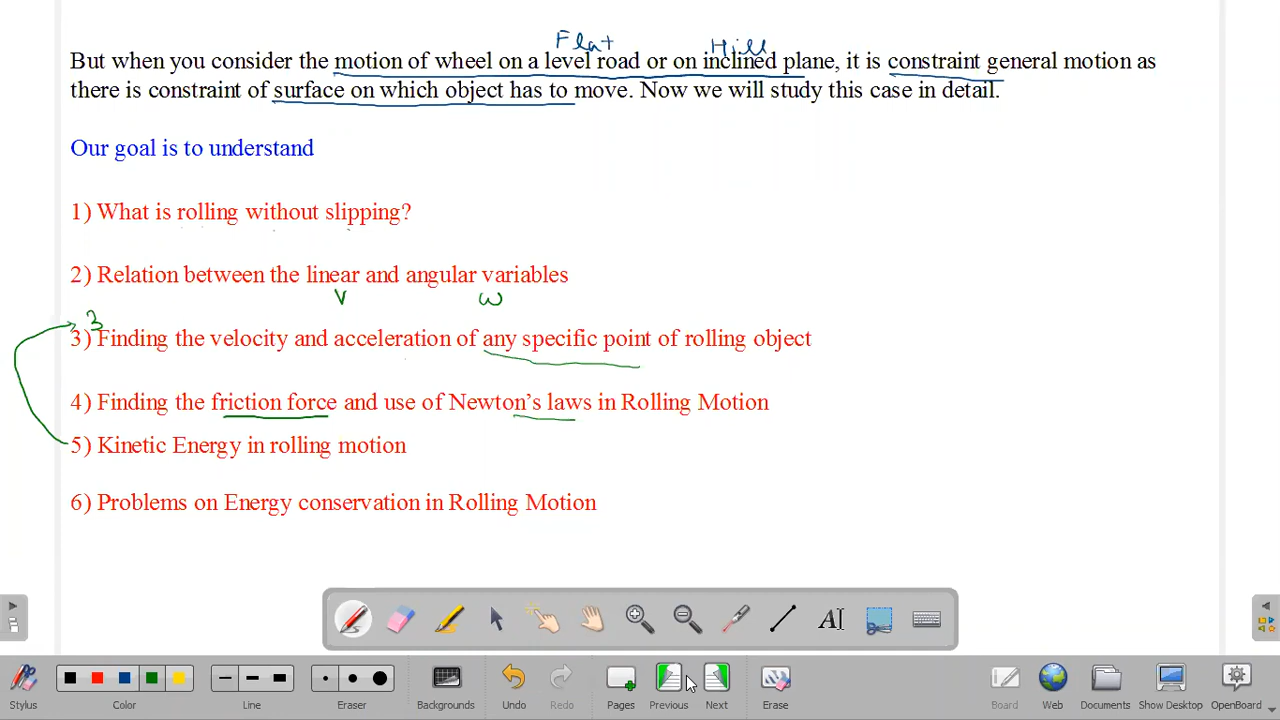 Flat Hill
But when you consider the motion of wheel on a level road or on inclined plane, it is constraint general motion as
there is constraint of surface on which object has to move. Now we will study this case in detail.
Our goal is to understand
1) What is rolling without slipping?
2) Relation between the linear and angular variables
v ω
3
3) Finding the velocity and acceleration of any specific point of rolling object
4) Finding the friction force and use of Newton’s laws in Rolling Motion
5) Kinetic Energy in rolling motion
6) Problems on Energy conservation in Rolling Motion
Stylus Color Line Eraser Backgrounds Undo Redo Pages Previous Next Erase Board Web Documents Show Desktop OpenBoard